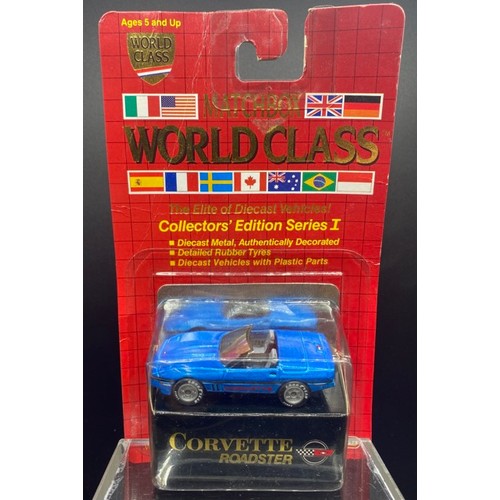 Ages 5 and Up
WORLD
CLASS
MATCHBOX
WORLD CLASS™
The Elite of Diecast Vehicles!
Collectors' Edition Series I
■ Diecast Metal, Authentically Decorated
■ Detailed Rubber Tyres
■ Diecast Vehicles with Plastic Parts
CORVETTE
ROADSTER